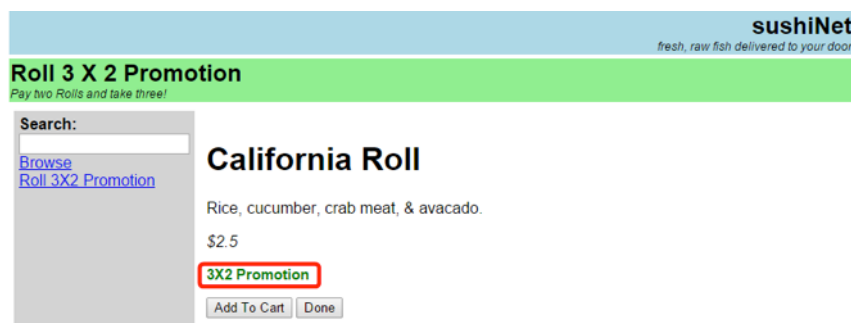 sushiNet
fresh, raw fish delivered to your door
Roll 3 X 2 Promotion
Pay two Rolls and take three!
Search:
Browse
Roll 3X2 Promotion
California Roll
Rice, cucumber, crab meat, & avacado.
$2.5
3X2 Promotion
Add To Cart Done